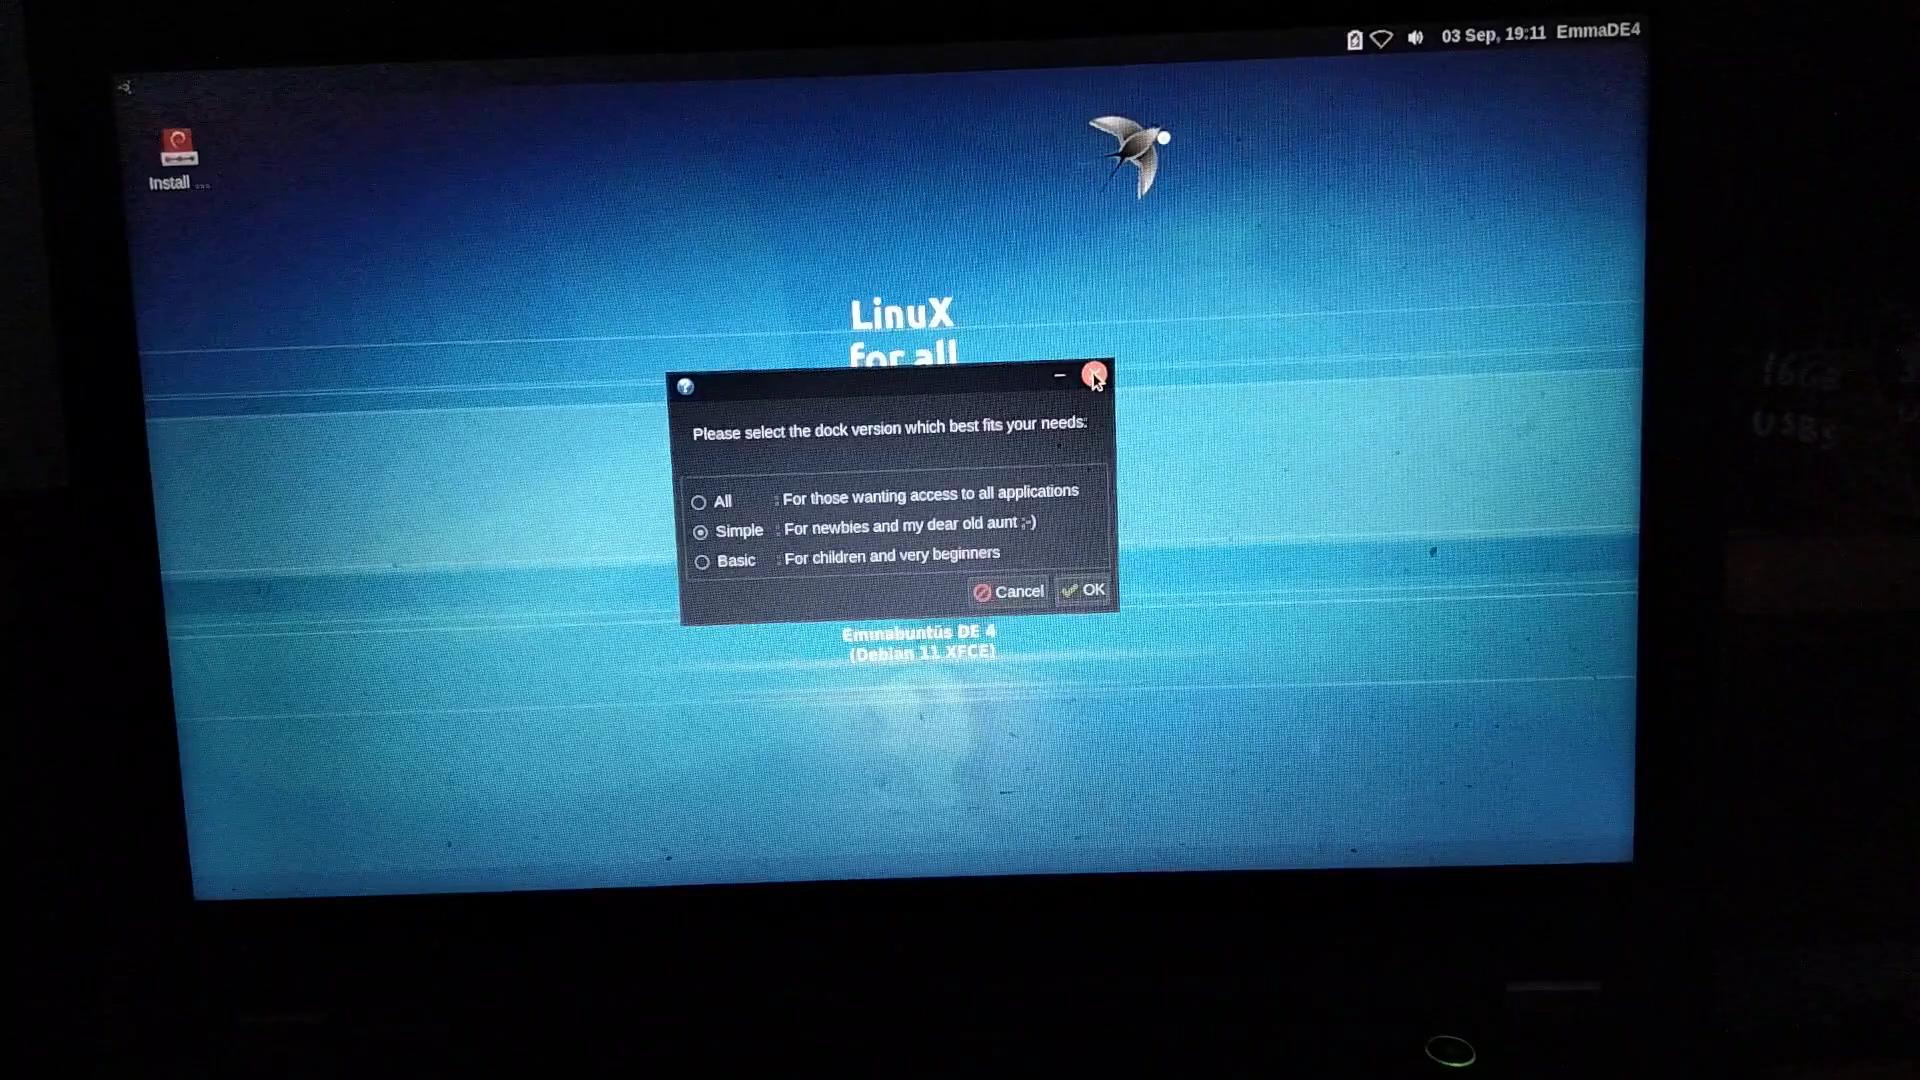 03 Sep, 19:11 EmmaDE4
Install ...
LinuX
for all
Please select the dock version which best fits your needs:
All : For those wanting access to all applications
Simple : For newbies and my dear old aunt ;-)
Basic : For children and very beginners
Cancel OK
Emmabuntüs DE 4
(Debian 11 XFCE)
16GB
USBs